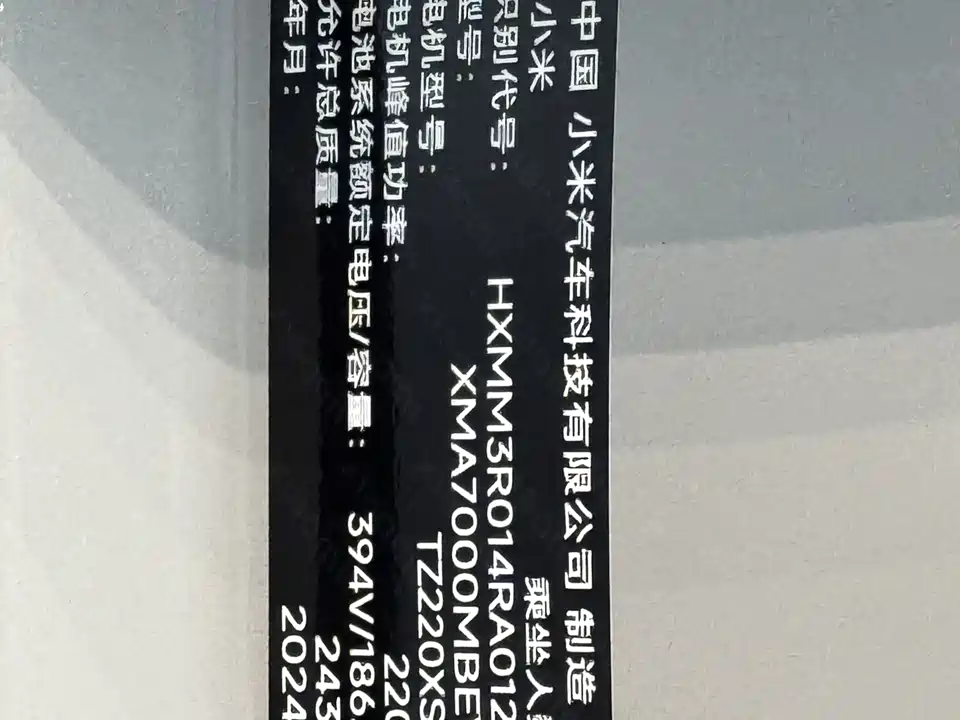 中国 小米汽车科技有限公司 制造
小米 乘坐人
识别代号： HXMM3R014RA012
型号： XMA7000MBE
电机型号： TZ220XS
电机峰值功率： 220
电池系统额定电压/容量： 394V/186.
允许总质量： 243
年月： 2024